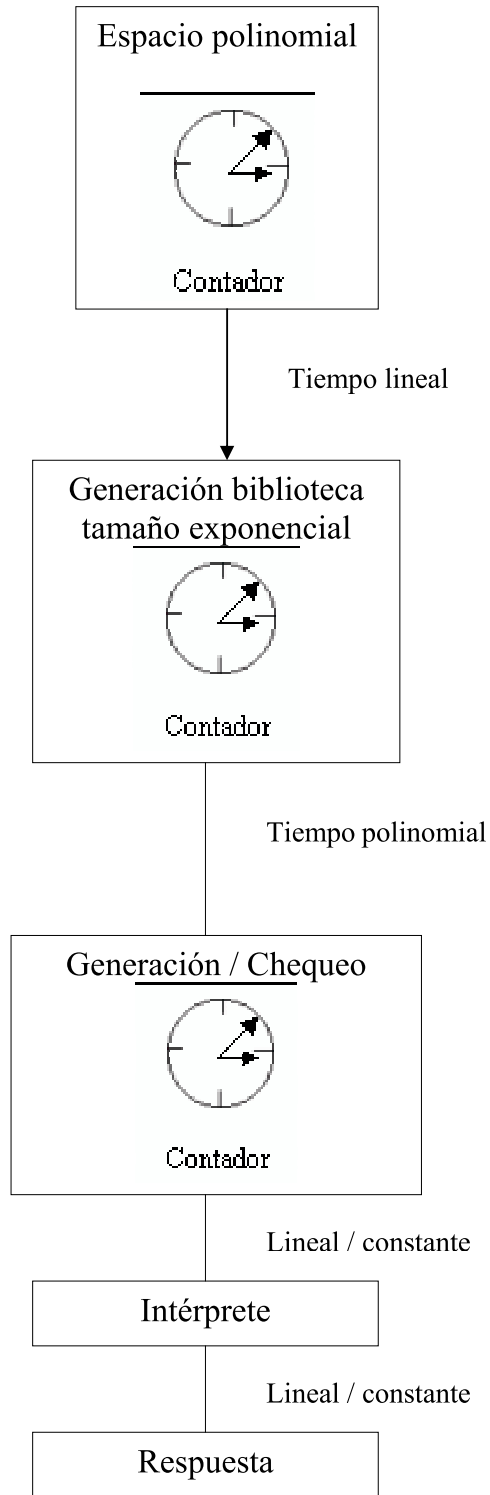 Espacio polinomial
Contador
Tiempo lineal
Generación biblioteca
tamaño exponencial
Contador
Tiempo polinomial
Generación / Chequeo
Contador
Lineal / constante
Intérprete
Lineal / constante
Respuesta